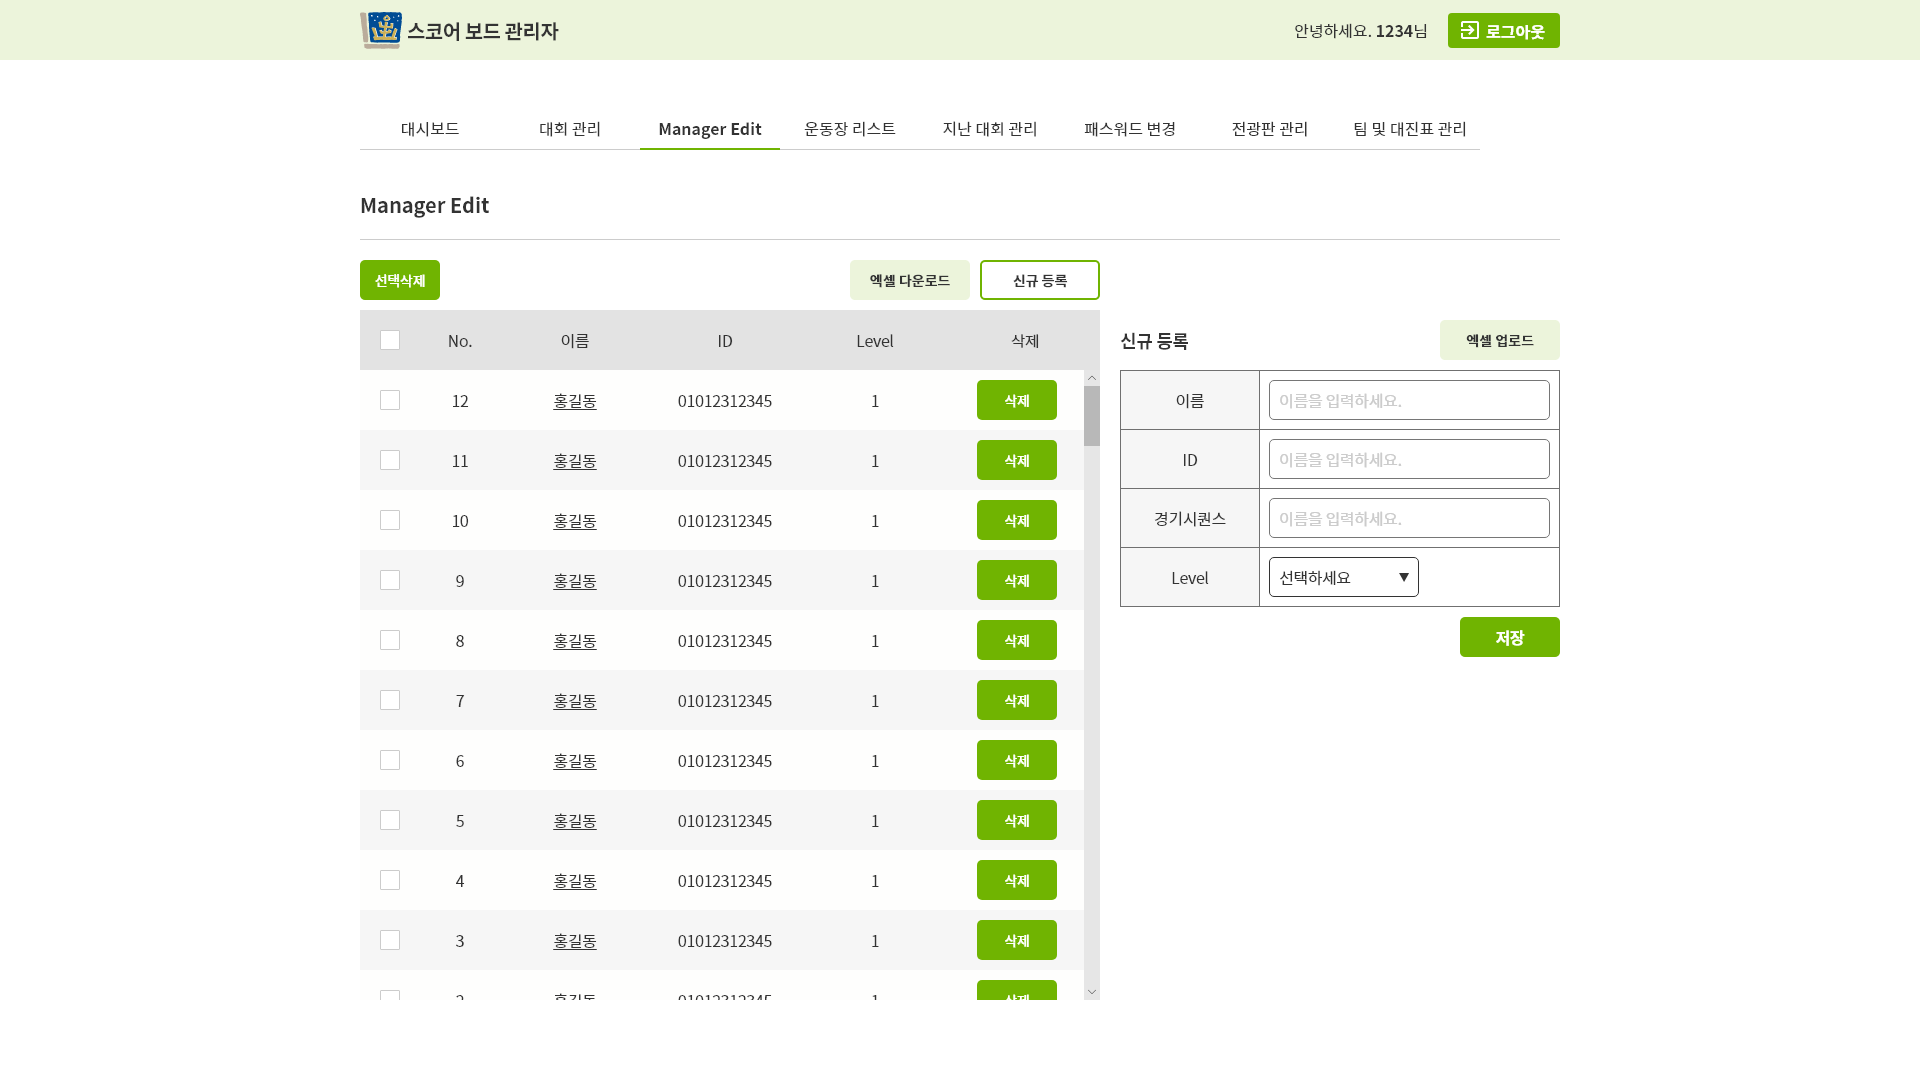 스코어 보드 관리자
안녕하세요. 1234님
로그아웃
대시보드 대회 관리 Manager Edit 운동장 리스트 지난 대회 관리 패스워드 변경 전광판 관리 팀 및 대진표 관리
Manager Edit
선택삭제 엑셀 다운로드 신규 등록
No. 이름 ID Level 삭제
12 홍길동 01012312345 1 삭제
11 홍길동 01012312345 1 삭제
10 홍길동 01012312345 1 삭제
9 홍길동 01012312345 1 삭제
8 홍길동 01012312345 1 삭제
7 홍길동 01012312345 1 삭제
6 홍길동 01012312345 1 삭제
5 홍길동 01012312345 1 삭제
4 홍길동 01012312345 1 삭제
3 홍길동 01012312345 1 삭제
2 홍길동 01012312345 1 삭제
신규 등록 엑셀 업로드
이름 이름을 입력하세요.
ID 이름을 입력하세요.
경기시퀀스 이름을 입력하세요.
Level 선택하세요 ▼
저장